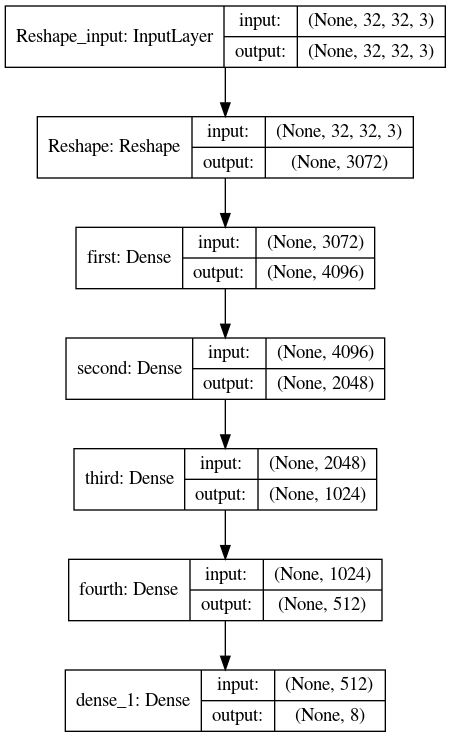 Reshape_input: InputLayer
input: (None, 32, 32, 3)
output: (None, 32, 32, 3)
Reshape: Reshape
input: (None, 32, 32, 3)
output: (None, 3072)
first: Dense
input: (None, 3072)
output: (None, 4096)
second: Dense
input: (None, 4096)
output: (None, 2048)
third: Dense
input: (None, 2048)
output: (None, 1024)
fourth: Dense
input: (None, 1024)
output: (None, 512)
dense_1: Dense
input: (None, 512)
output: (None, 8)